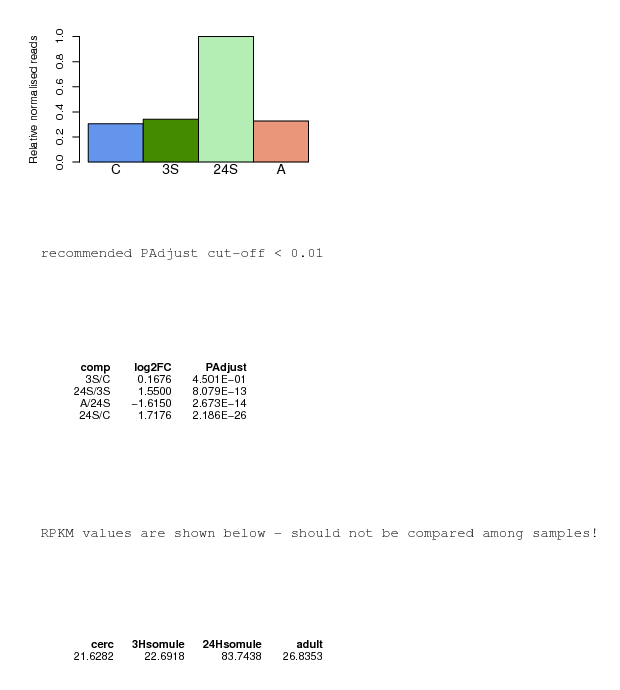 Relative normalised reads
1.0
0.8
0.6
0.4
0.2
0.0
C 3S 24S A
recommended PAdjust cut-off < 0.01
comp log2FC PAdjust
3S/C 0.1676 4.501E−01
24S/3S 1.5500 8.079E−13
A/24S −1.6150 2.673E−14
24S/C 1.7176 2.186E−26
RPKM values are shown below - should not be compared among samples!
cerc 3Hsomule 24Hsomule adult
21.6282 22.6918 83.7438 26.8353